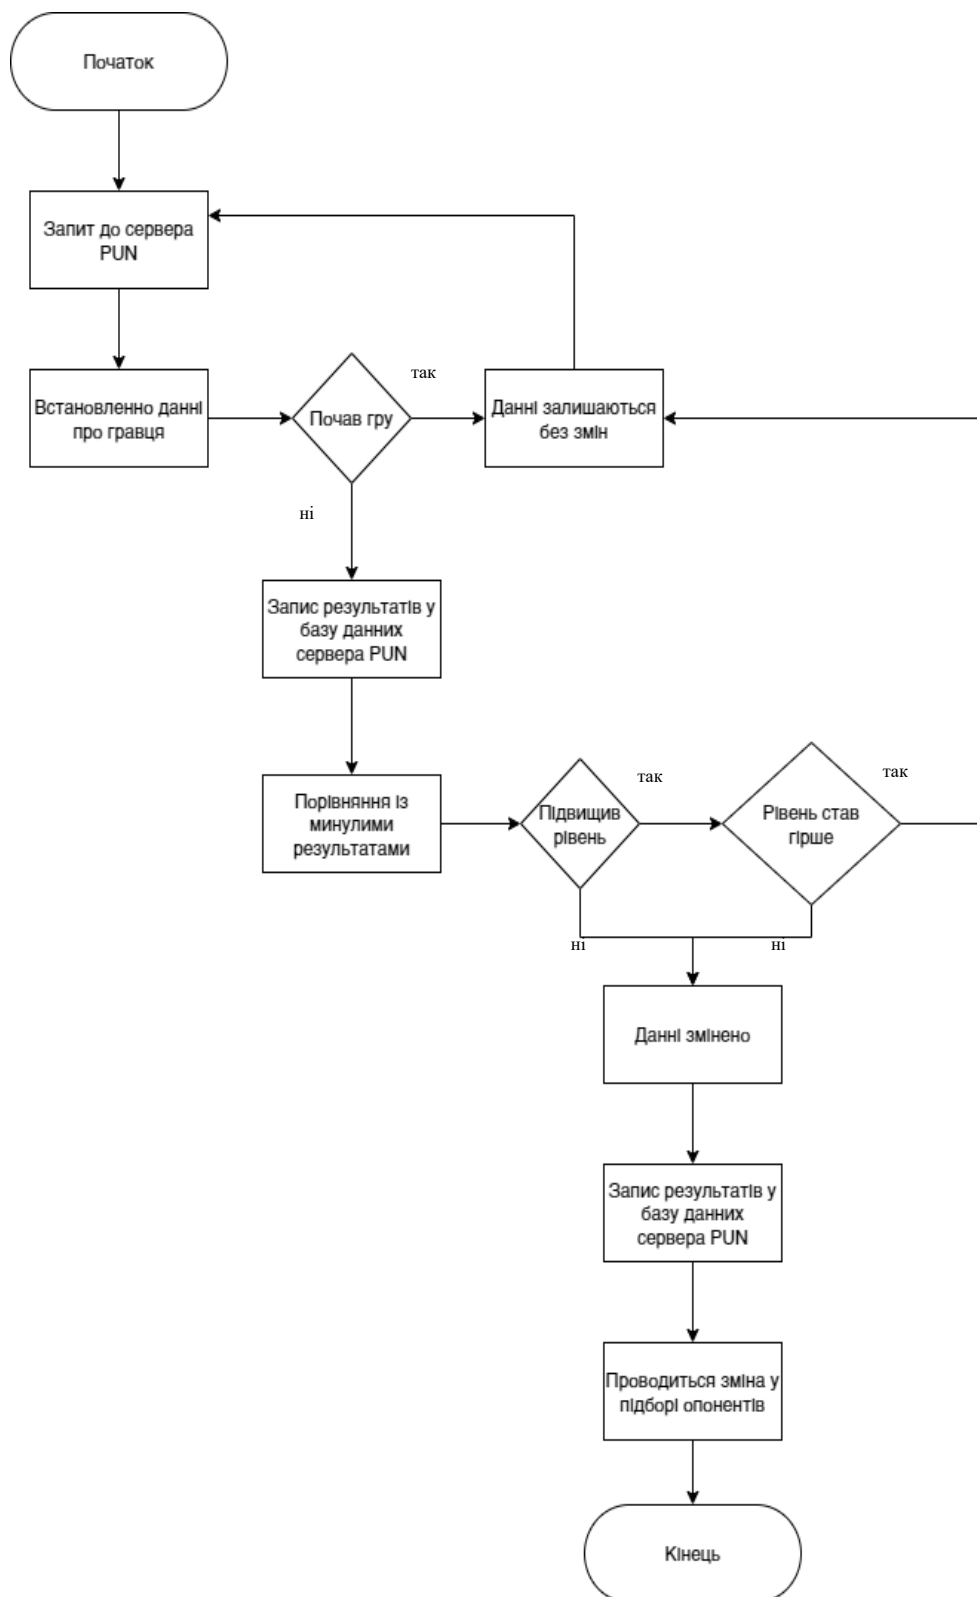 Початок
Запит до сервера
PUN
Встановленно данні
про гравця
Почав гру
так
Данні залишаються
без змін
ні
Запис результатів у
базу данних
сервера PUN
Порівняння із
минулими
результатами
Підвищив
рівень
так
Рівень став
гірше
так
ні
ні
Данні змінено
Запис результатів у
базу данних
сервера PUN
Проводиться зміна у
підборі опонентів
Кінець